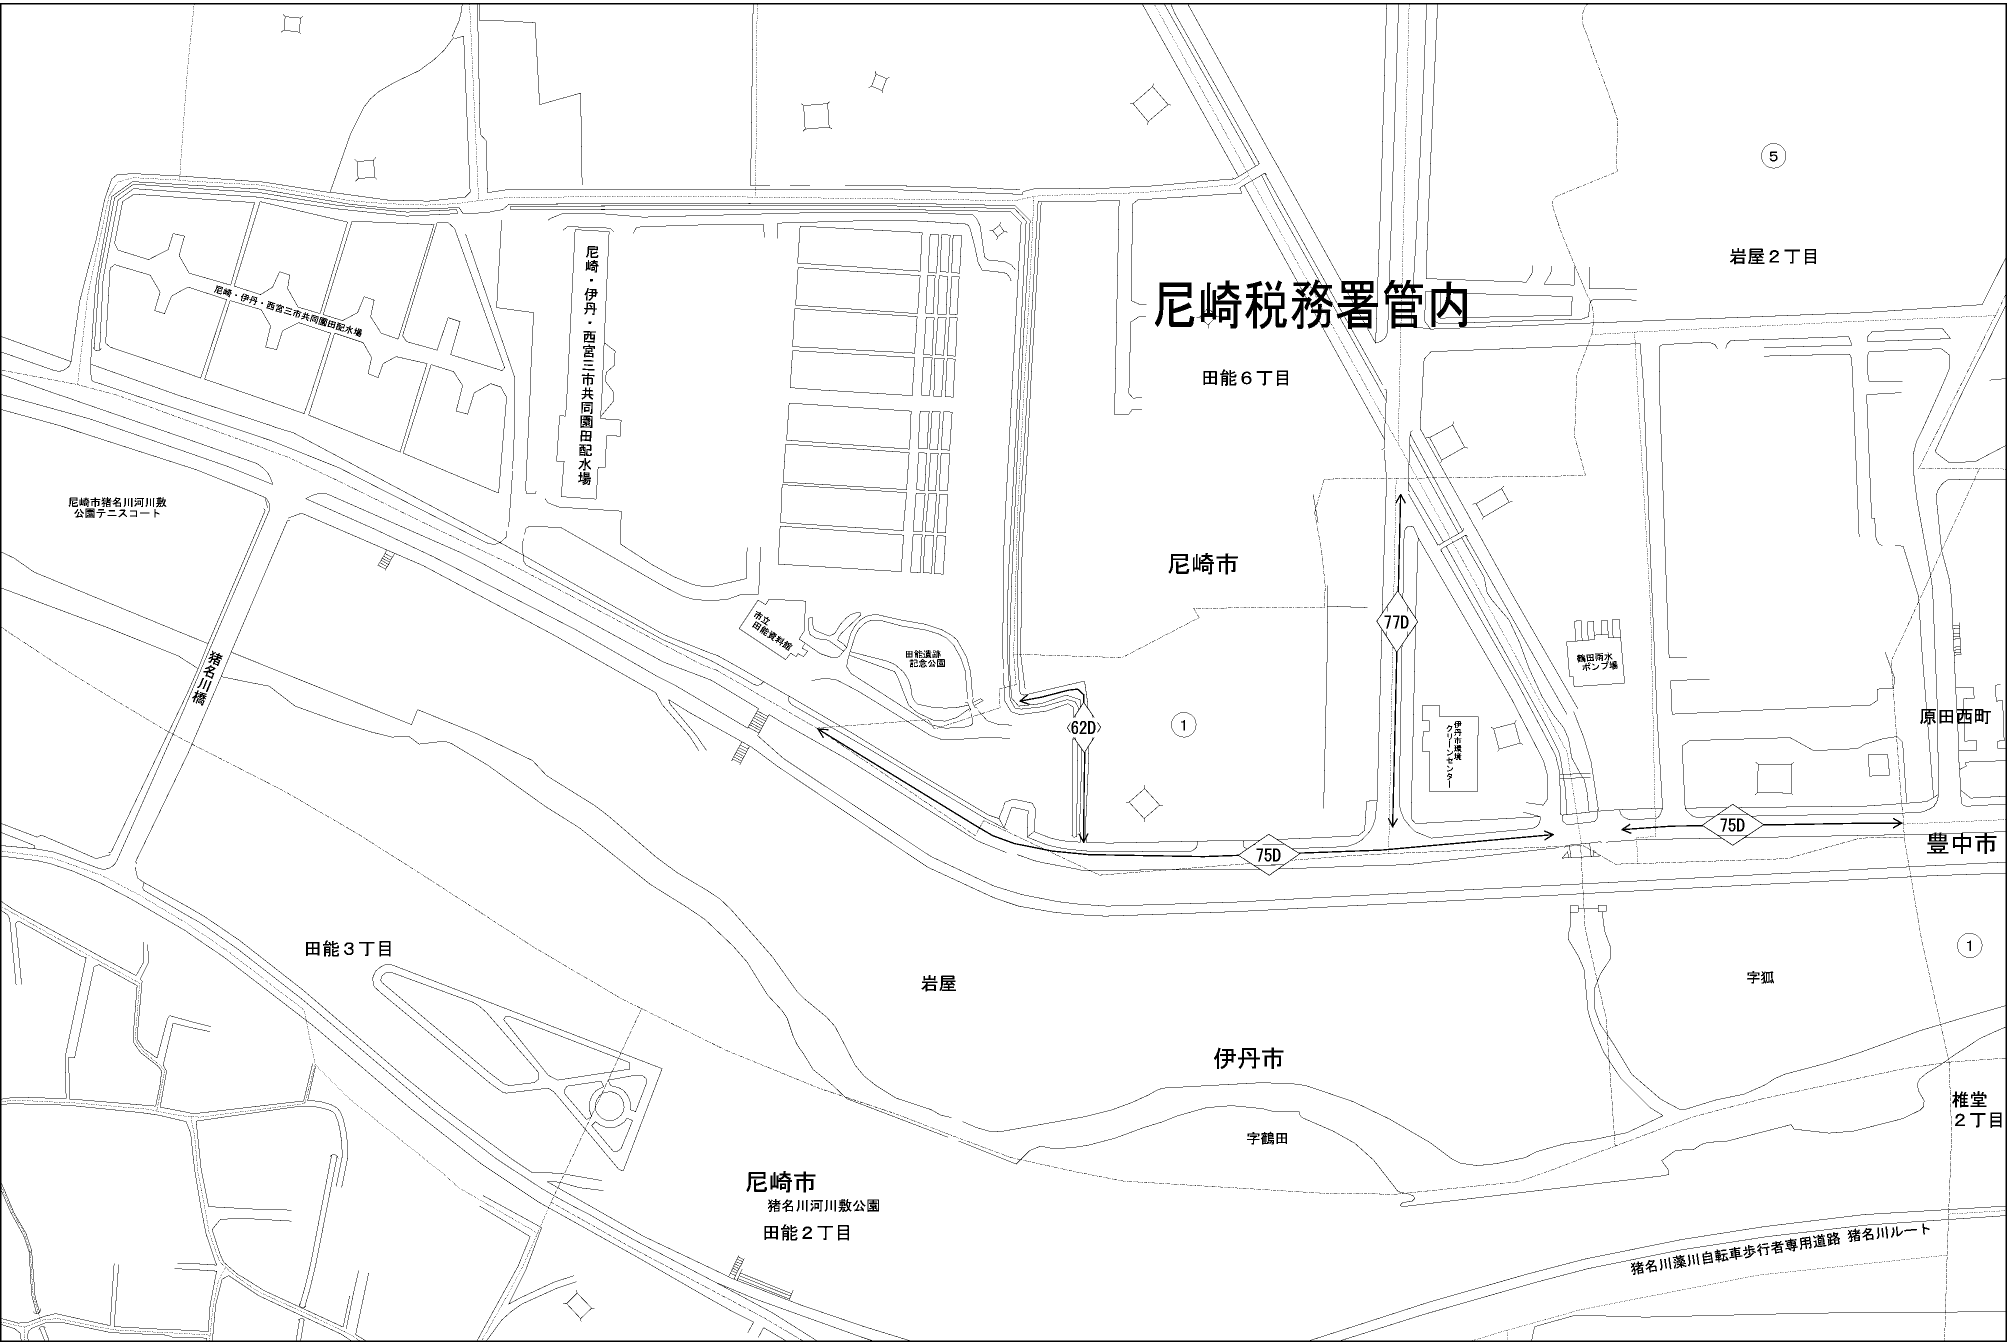 5
岩屋２丁目
尼崎・伊丹・西宮三市共同園田配水場
尼崎・伊丹・西宮三市共同園田配水場
尼崎税務署管内
田能６丁目
尼崎市猪名川河川敷
公園テニスコート
尼崎市
市立
田能資料館
田能遺跡
記念公園
77D
鶴田雨水
ポンプ場
猪名川橋
62D
1
伊丹市環境
クリーンセンター
原田西町
75D
75D
豊中市
田能３丁目
1
岩屋
字狐
伊丹市
椎堂
２丁目
字鶴田
尼崎市
猪名川河川敷公園
田能２丁目
猪名川藻川自転車歩行者専用道路 猪名川ルート